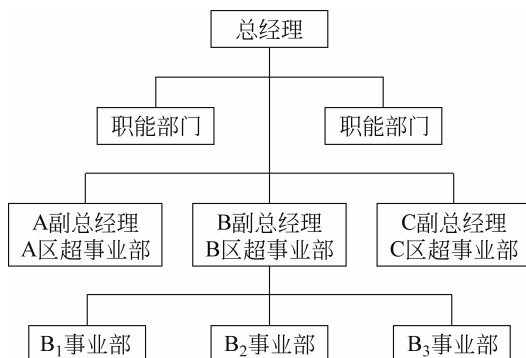 总经理
职能部门
职能部门
A副总经理
A区超事业部
B副总经理
B区超事业部
C副总经理
C区超事业部
B₁事业部
B₂事业部
B₃事业部